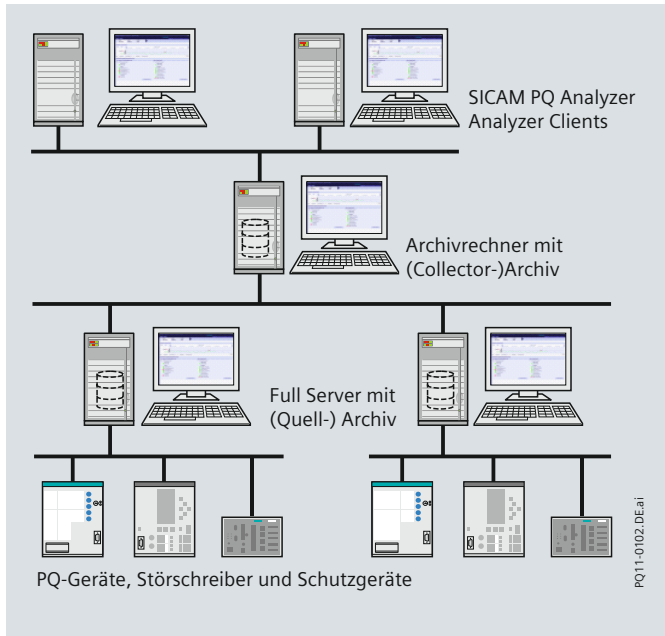 SICAM PQ Analyzer
Analyzer Clients
Archivrechner mit
(Collector-)Archiv
Full Server mit
(Quell-) Archiv
PQ-Geräte, Störschreiber und Schutzgeräte
PQ11-0102.DE.ai